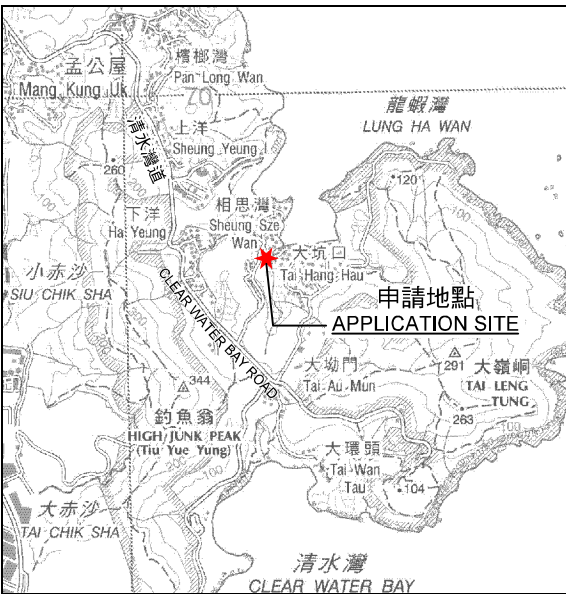 檳榔灣
Pan Long Wan
孟公屋
Mang Kung Uk
70
龍蝦灣
LUNG HA WAN
上洋
Sheung Yeung
清水灣道
260
200
100
120
100
相思灣
Sheung Sze
Wan
下洋
Ha Yeung
大坑口
Tai Hang Hau
小赤沙
SIU CHIK SHA
申請地點
APPLICATION SITE
CLEAR WATER BAY ROAD
大坳門
Tai Au Mun
291
大嶺峒
TAI LENG
TUNG
344
263
100
釣魚翁
HIGH JUNK PEAK
(Tiu Yue Yung)
大環頭
Tai Wan
Tau
104
大赤沙
TAI CHIK SHA
清水灣
CLEAR WATER BAY